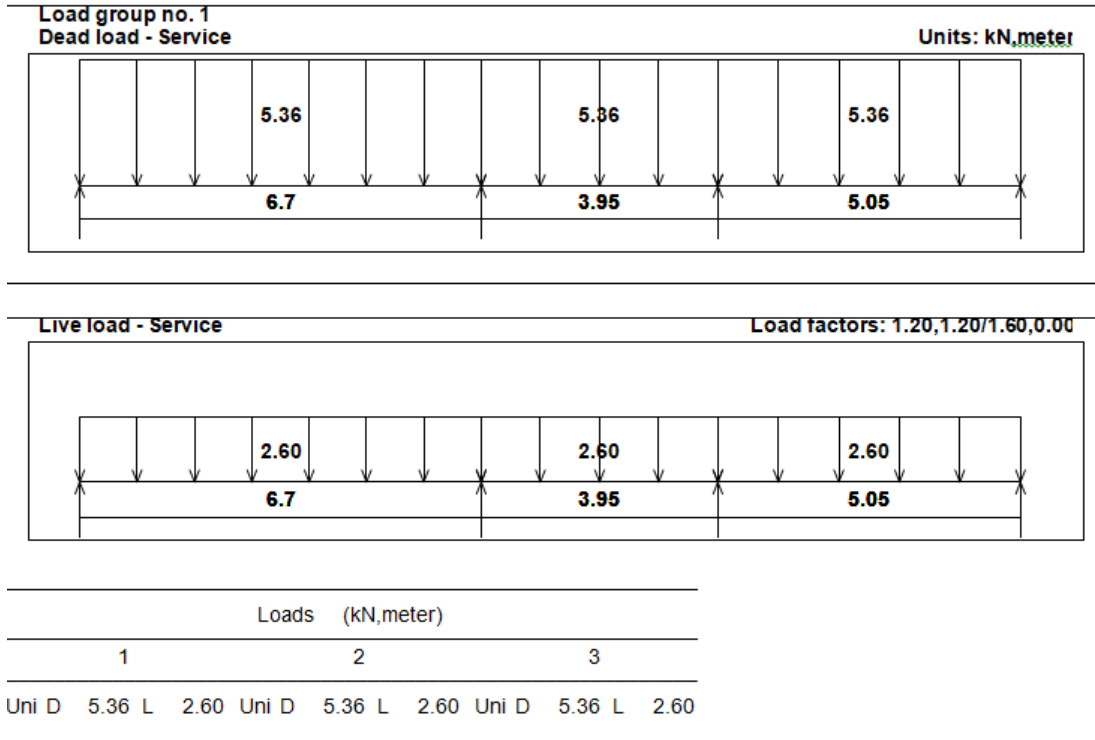 Load group no. 1
Dead load - Service Units: kN,meter
5.36 5.36 5.36
6.7 3.95 5.05
Live load - Service Load factors: 1.20,1.20/1.60,0.00
2.60 2.60 2.60
6.7 3.95 5.05
Loads (kN,meter)
1 2 3
Uni D 5.36 L 2.60 Uni D 5.36 L 2.60 Uni D 5.36 L 2.60